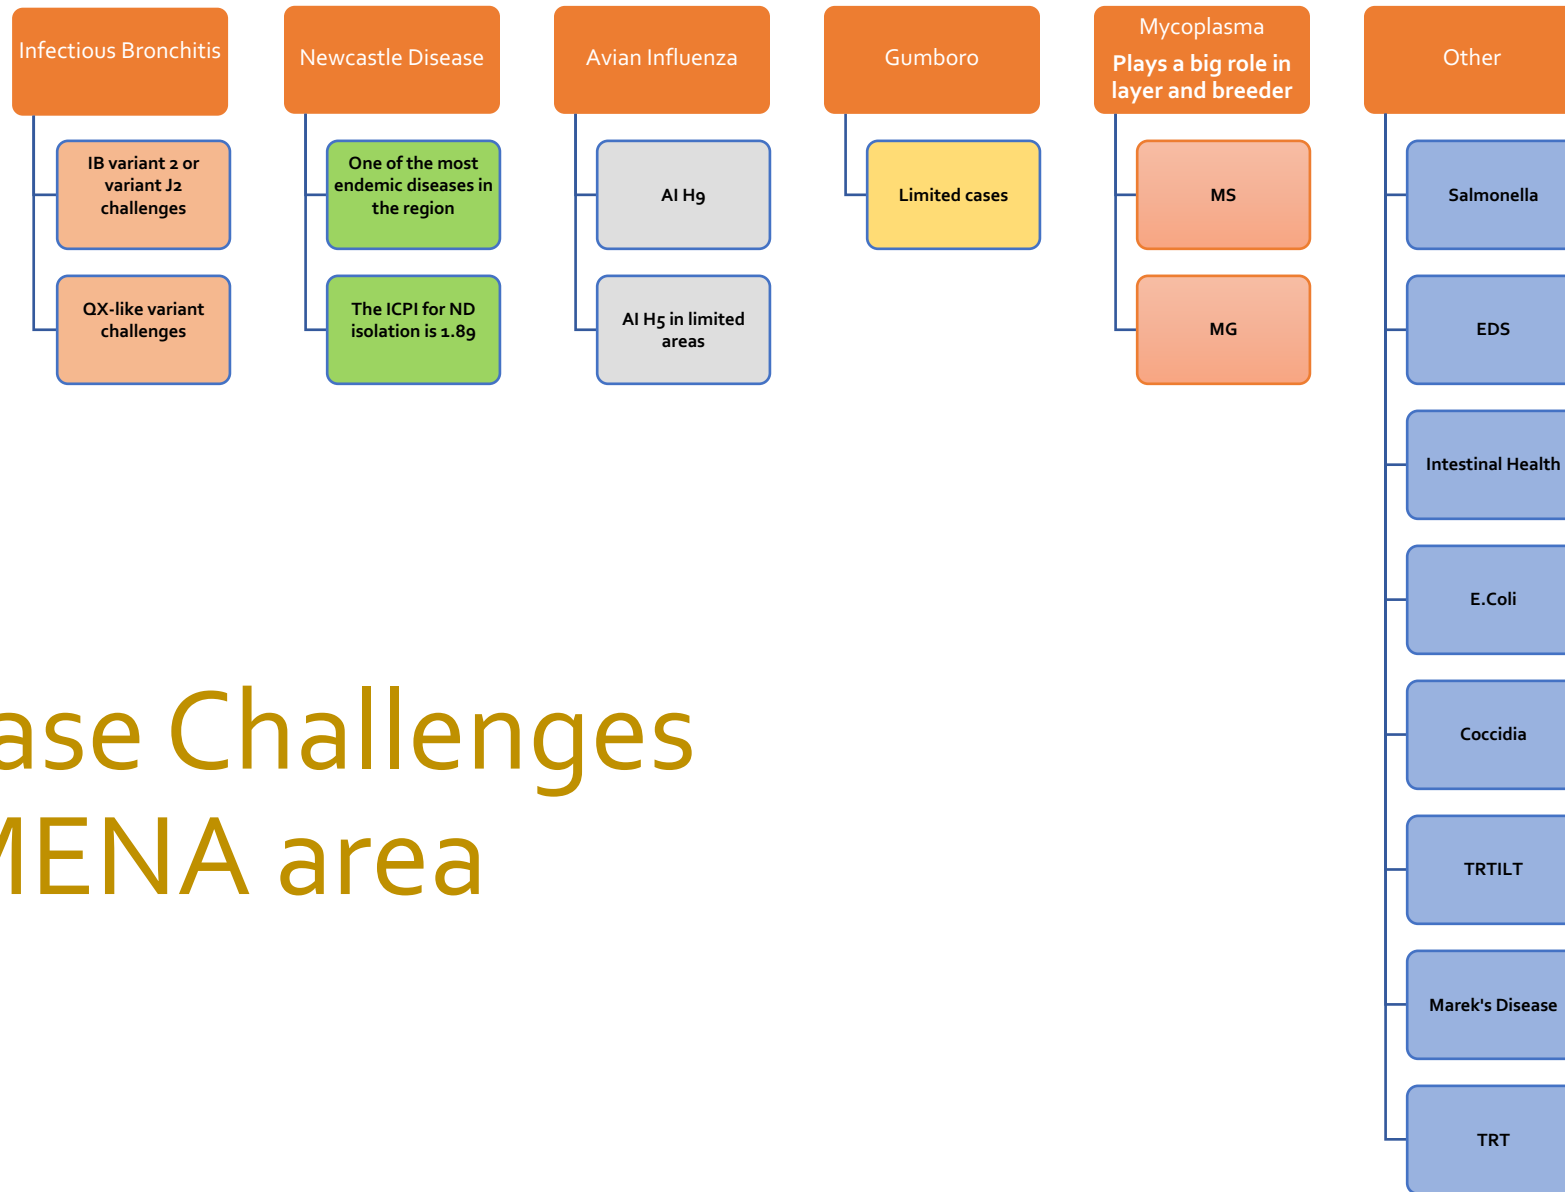 Infectious Bronchitis
IB variant 2 or
variant J2
challenges
QX-like variant
challenges
Newcastle Disease
One of the most
endemic diseases in
the region
The ICPI for ND
isolation is 1.89
Avian Influenza
AI H9
AI H5 in limited
areas
Gumboro
Limited cases
Mycoplasma
Plays a big role in
layer and breeder
MS
MG
Other
Salmonella
EDS
Intestinal Health
E.Coli
Coccidia
TRTILT
Marek's Disease
TRT
ase Challenges
MENA area